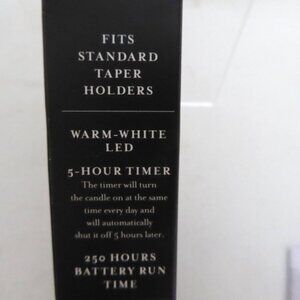 FITS
STANDARD
TAPER
HOLDERS
WARM-WHITE
LED
5-HOUR TIMER
The timer will turn
the candle on at the same
time every day and
will automatically
shut it off 5 hours later.
250 HOURS
BATTERY RUN
TIME